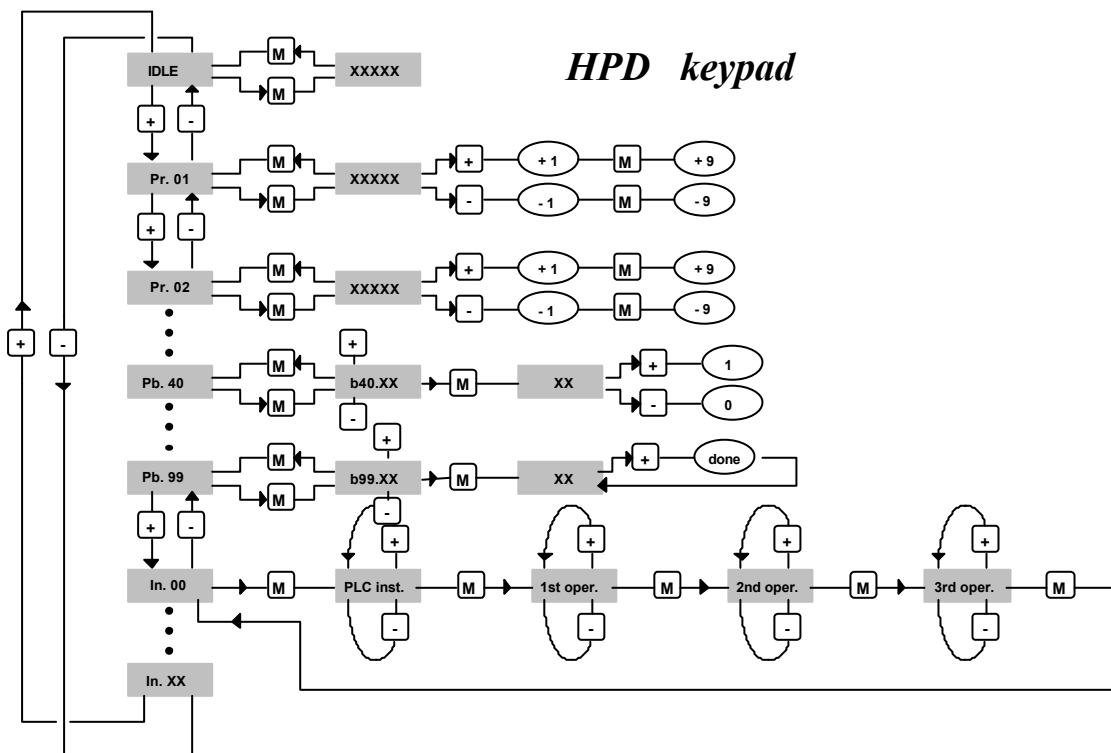 HPD keypad
M
IDLE XXXXX
M
+ -
M + +1 M +9
Pr. 01 XXXXX
M - -1 M -9
+ -
M + +1 M +9
Pr. 02 XXXXX
M - -1 M -9
+ -
+
M + 1
Pb. 40 b40.XX M XX
M - - 0
+
M + done
Pb. 99 b99.XX M XX
M
-
+ - + + + +
In. 00 M PLC inst. M 1st oper. M 2nd oper. M 3rd oper. M
- - - -
In. XX